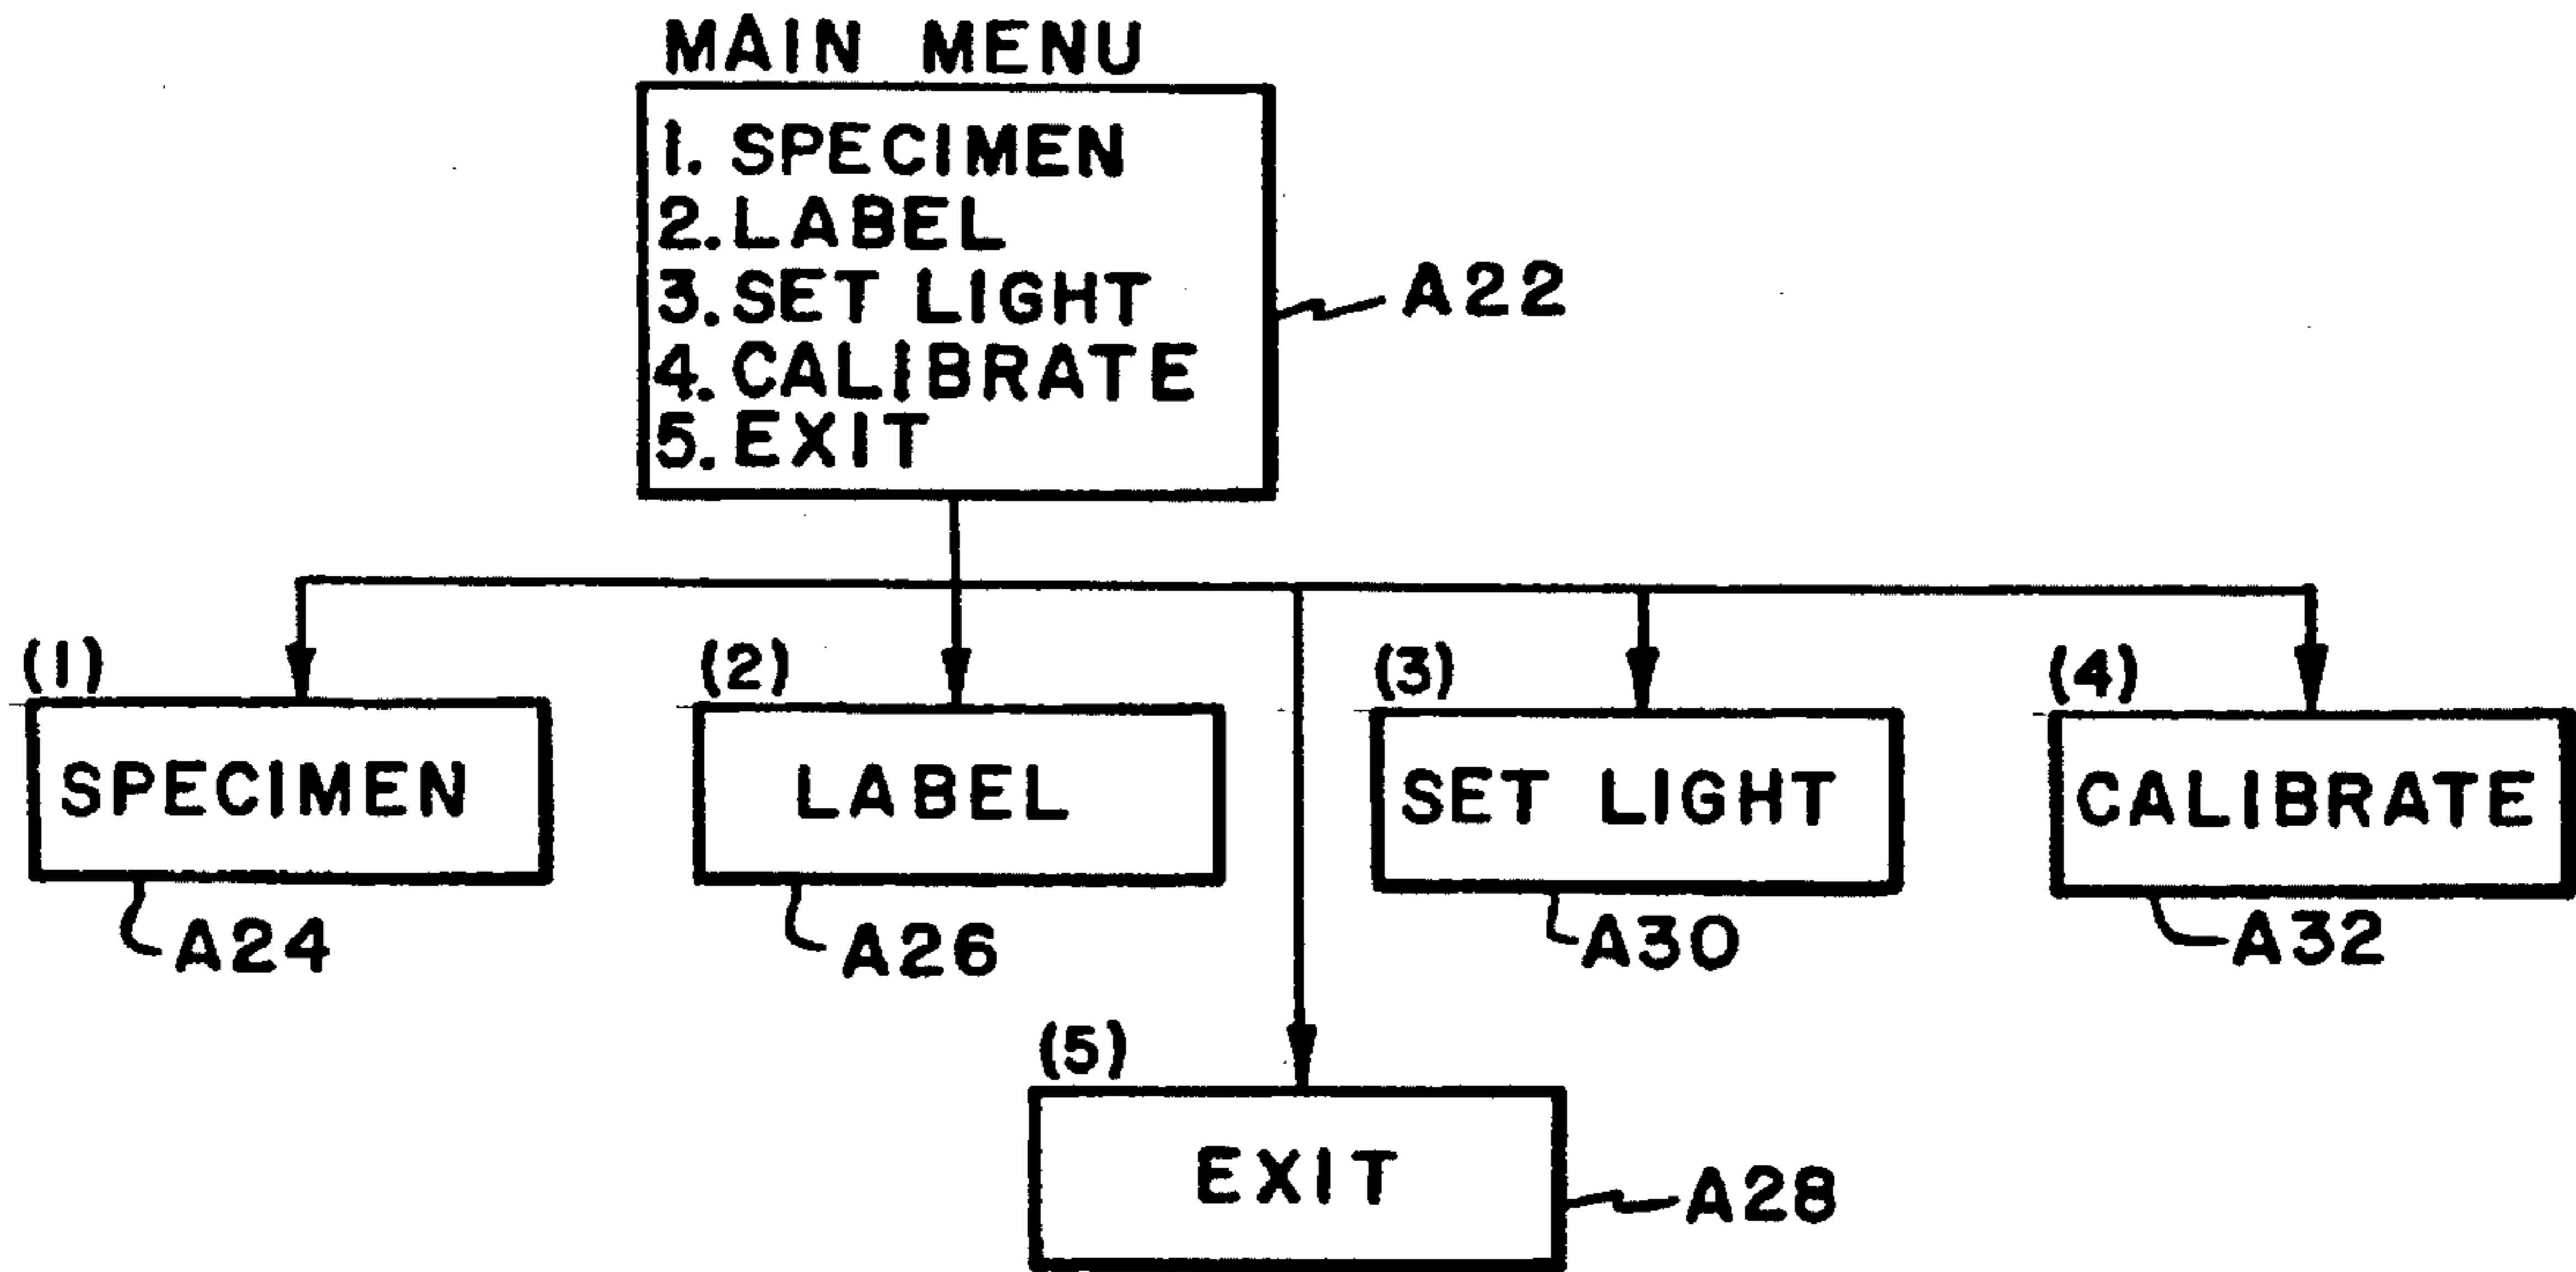 MAIN MENU
1. SPECIMEN
2. LABEL
3. SET LIGHT
4. CALIBRATE
5. EXIT
A22
(1)
SPECIMEN
A24
(2)
LABEL
A26
(3)
SET LIGHT
A30
(4)
CALIBRATE
A32
(5)
EXIT
A28